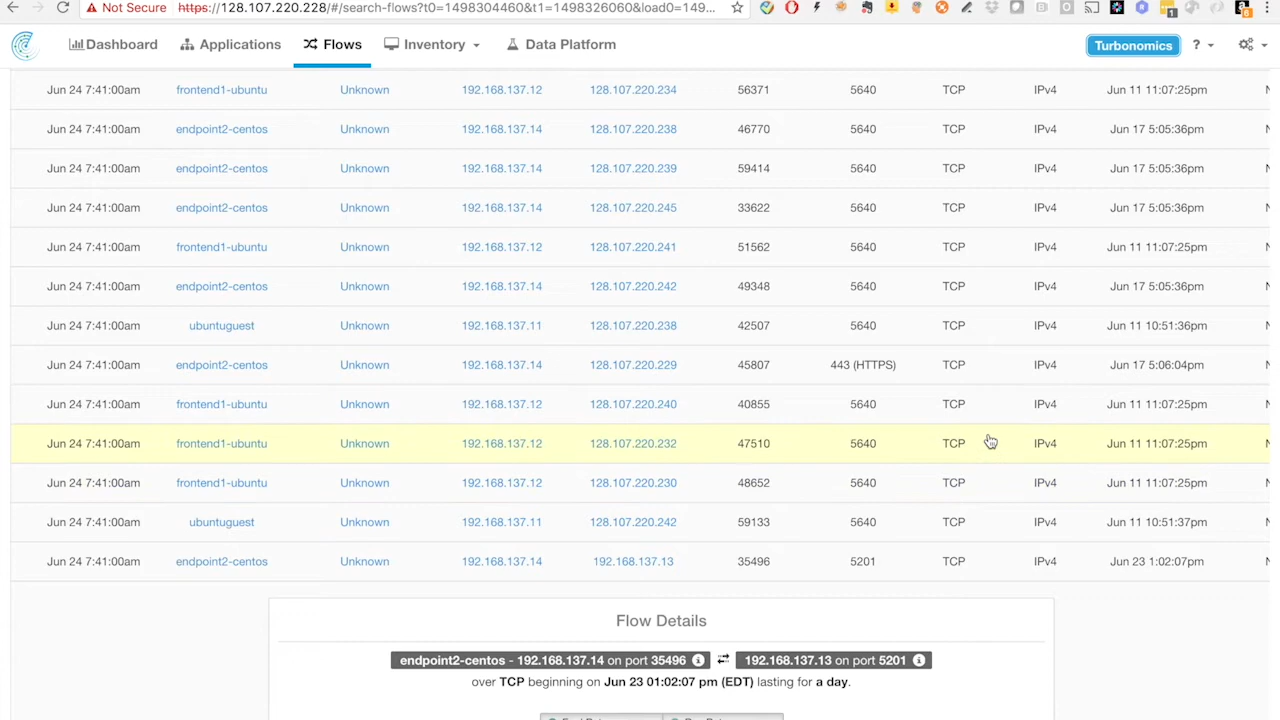 Not Secure https://128.107.220.228/#/search-flows?t0=1498304460&t1=1498326060&load0=149...
Dashboard Applications Flows Inventory Data Platform Turbonomics ?
Jun 24 7:41:00am frontend1-ubuntu Unknown 192.168.137.12 128.107.220.234 56371 5640 TCP IPv4 Jun 11 11:07:25pm
Jun 24 7:41:00am endpoint2-centos Unknown 192.168.137.14 128.107.220.238 46770 5640 TCP IPv4 Jun 17 5:05:36pm
Jun 24 7:41:00am endpoint2-centos Unknown 192.168.137.14 128.107.220.239 59414 5640 TCP IPv4 Jun 17 5:05:36pm
Jun 24 7:41:00am endpoint2-centos Unknown 192.168.137.14 128.107.220.245 33622 5640 TCP IPv4 Jun 17 5:05:36pm
Jun 24 7:41:00am frontend1-ubuntu Unknown 192.168.137.12 128.107.220.241 51562 5640 TCP IPv4 Jun 11 11:07:25pm
Jun 24 7:41:00am endpoint2-centos Unknown 192.168.137.14 128.107.220.242 49348 5640 TCP IPv4 Jun 17 5:05:36pm
Jun 24 7:41:00am ubuntuguest Unknown 192.168.137.11 128.107.220.238 42507 5640 TCP IPv4 Jun 11 10:51:36pm
Jun 24 7:41:00am endpoint2-centos Unknown 192.168.137.14 128.107.220.229 45807 443 (HTTPS) TCP IPv4 Jun 17 5:06:04pm
Jun 24 7:41:00am frontend1-ubuntu Unknown 192.168.137.12 128.107.220.240 40855 5640 TCP IPv4 Jun 11 11:07:25pm
Jun 24 7:41:00am frontend1-ubuntu Unknown 192.168.137.12 128.107.220.232 47510 5640 TCP IPv4 Jun 11 11:07:25pm
Jun 24 7:41:00am frontend1-ubuntu Unknown 192.168.137.12 128.107.220.230 48652 5640 TCP IPv4 Jun 11 11:07:25pm
Jun 24 7:41:00am ubuntuguest Unknown 192.168.137.11 128.107.220.242 59133 5640 TCP IPv4 Jun 11 10:51:37pm
Jun 24 7:41:00am endpoint2-centos Unknown 192.168.137.14 192.168.137.13 35496 5201 TCP IPv4 Jun 23 1:02:07pm
Flow Details
endpoint2-centos - 192.168.137.14 on port 35496 192.168.137.13 on port 5201
over TCP beginning on Jun 23 01:02:07 pm (EDT) lasting for a day.